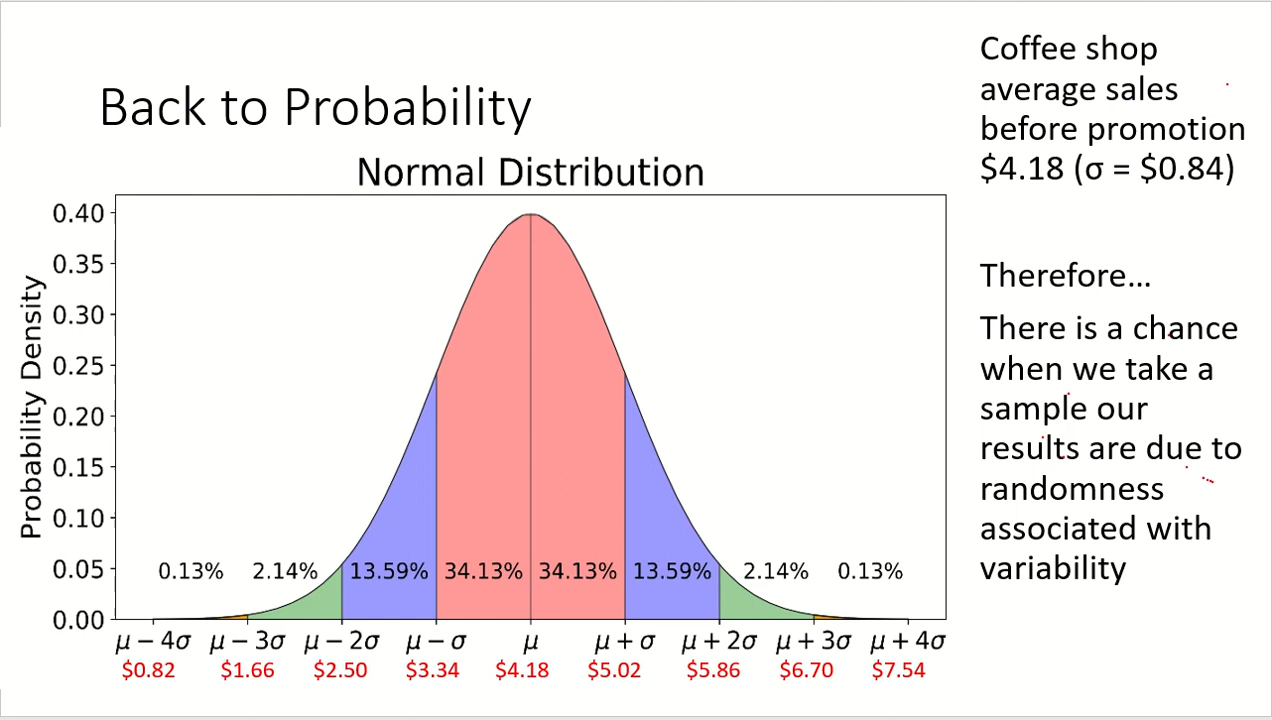 Back to Probability
Normal Distribution
Probability Density
0.40
0.35
0.30
0.25
0.20
0.15
0.10
0.05
0.00
0.13% 2.14% 13.59% 34.13% 34.13% 13.59% 2.14% 0.13%
μ − 4σ μ − 3σ μ − 2σ μ − σ μ μ + σ μ + 2σ μ + 3σ μ + 4σ
$0.82 $1.66 $2.50 $3.34 $4.18 $5.02 $5.86 $6.70 $7.54
Coffee shop
average sales
before promotion
$4.18 (σ = $0.84)
Therefore...
There is a chance
when we take a
sample our
results are due to
randomness
associated with
variability